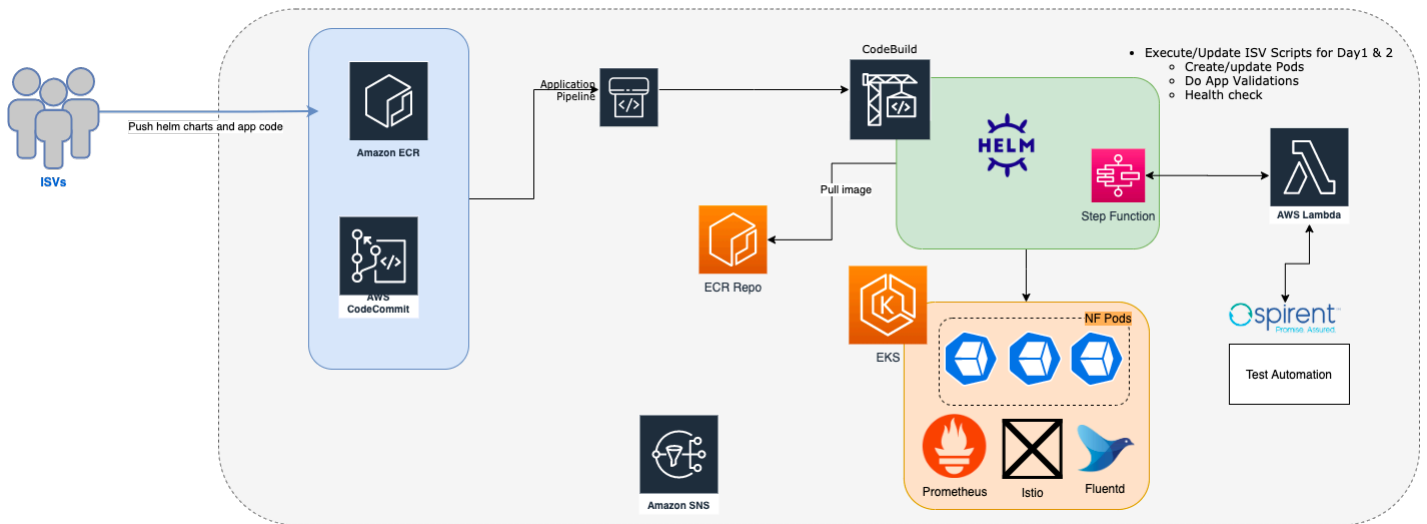 CodeBuild
Execute/Update ISV Scripts for Day1 & 2
Create/update Pods
Do App Validations
Health check
Application
Pipeline
Push helm charts and app code
Amazon ECR
ISVs
HELM
Step Function
AWS Lambda
Pull image
ECR Repo
AWS
CodeCommit
EKS
NF Pods
spirent
Promise. Assured.
Test Automation
Prometheus
Istio
Fluentd
Amazon SNS